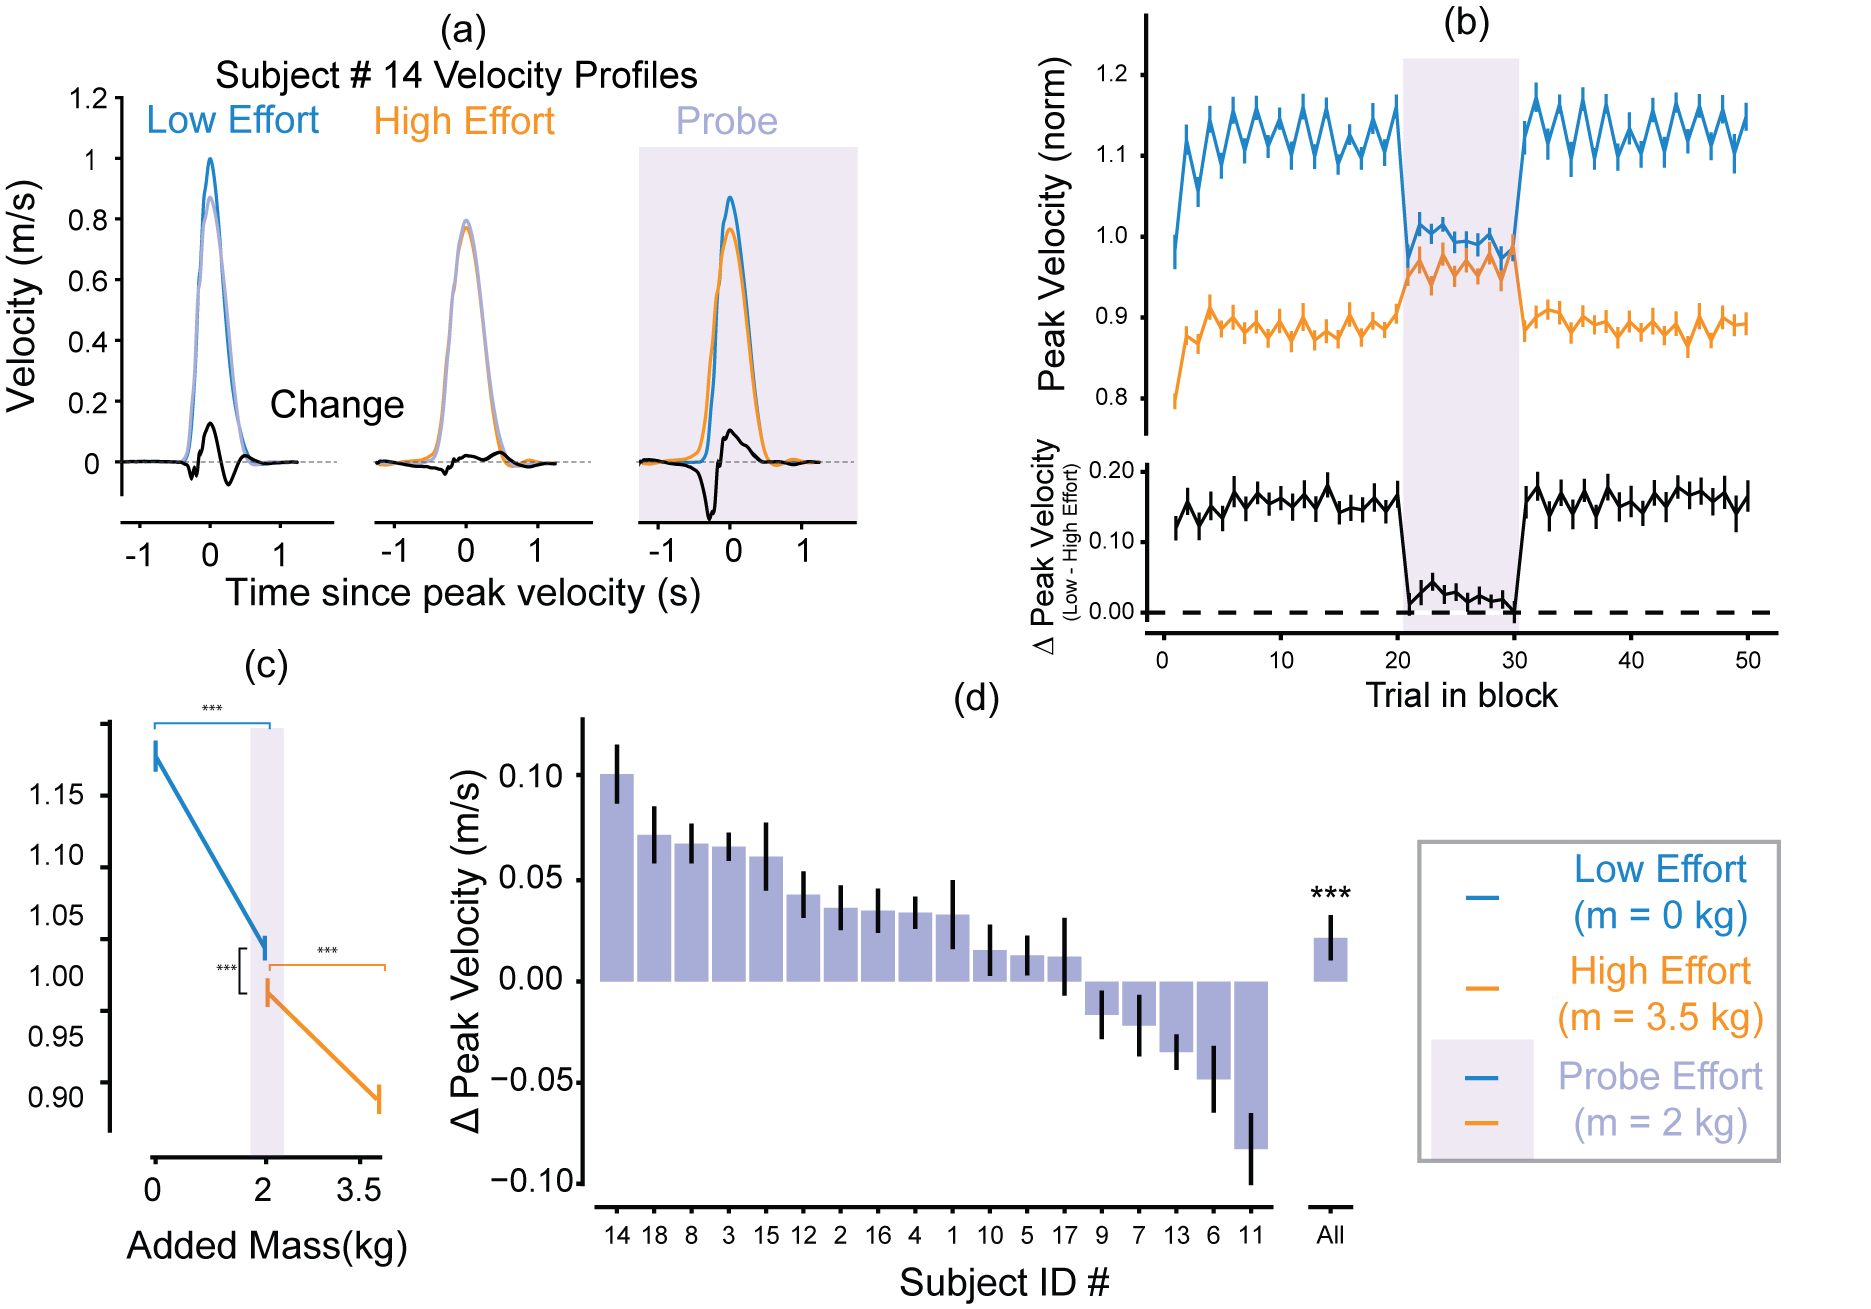 (a)
Subject # 14 Velocity Profiles
Low Effort
High Effort
Probe
Velocity (m/s)
1.2
1
0.8
0.6
0.4
0.2
0
Change
-1 0 1
-1 0 1
-1 0 1
Time since peak velocity (s)
(b)
Peak Velocity (norm)
1.2
1.1
1.0
0.9
0.8
Δ Peak Velocity
(Low - High Effort)
0.20
0.10
0.00
0 10 20 30 40 50
Trial in block
(c)
***
***
***
1.15
1.10
1.05
1.00
0.95
0.90
0 2 3.5
Added Mass(kg)
(d)
Δ Peak Velocity (m/s)
0.10
0.05
0.00
−0.05
−0.10
***
14 18 8 3 15 12 2 16 4 1 10 5 17 9 7 13 6 11 All
Subject ID #
Low Effort
(m = 0 kg)
High Effort
(m = 3.5 kg)
Probe Effort
(m = 2 kg)